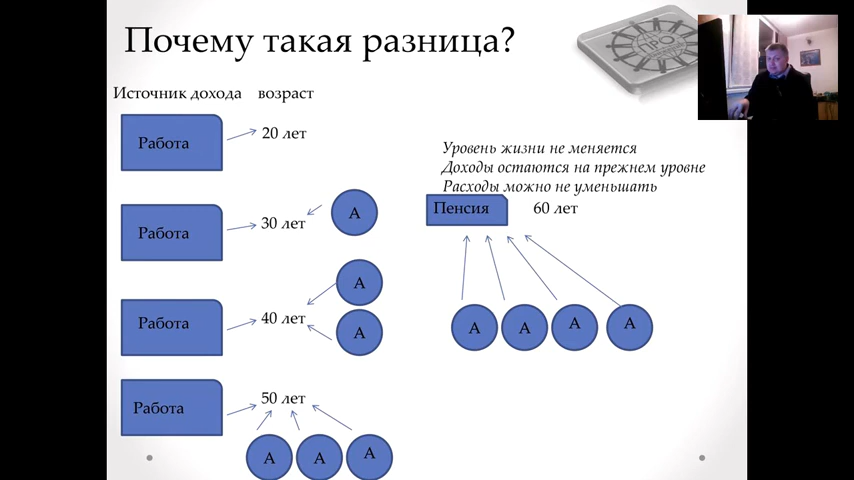 Почему такая разница?
ПРО
Источник дохода возраст
Работа
20 лет
Работа
30 лет
А
Работа
40 лет
А
А
Работа
50 лет
А
А
А
Уровень жизни не меняется
Доходы остаются на прежнем уровне
Расходы можно не уменьшать
Пенсия
60 лет
А
А
А
А